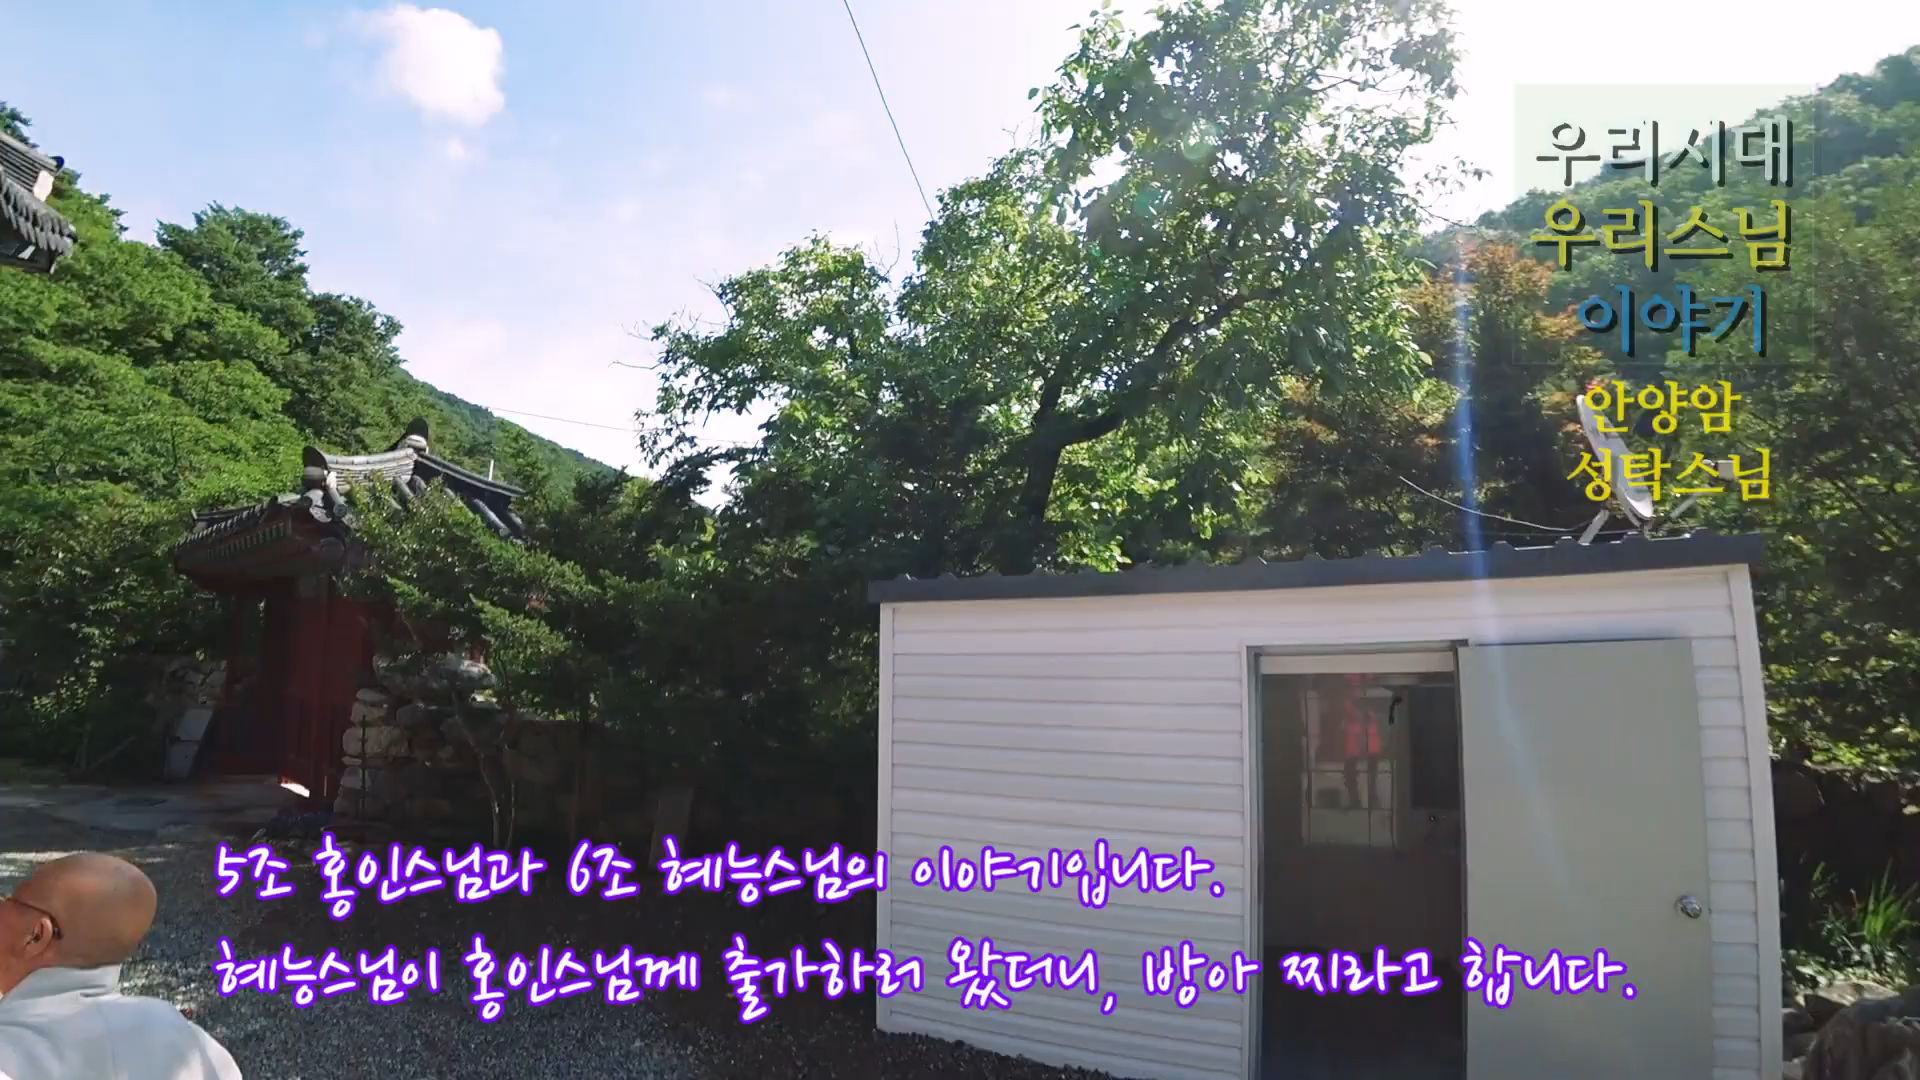 우리시대
우리스님
이야기
안양암
성탁스님
5조 홍인스님과 6조 혜능스님의 이야기입니다.
혜능스님이 홍인스님께 출가하러 왔더니, 방아 찌라고 합니다.